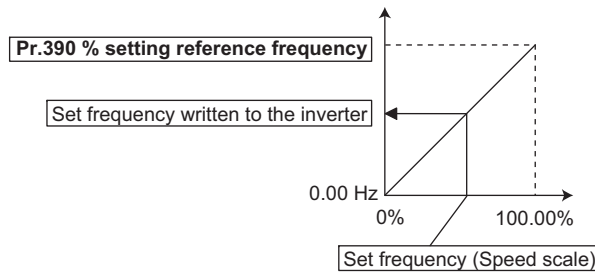 Pr.390 % setting reference frequency
Set frequency written to the inverter
0.00 Hz
0%
100.00%
Set frequency (Speed scale)